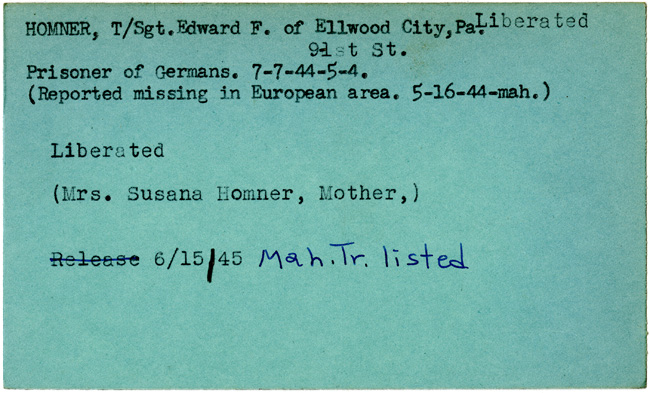 HOMNER, T/Sgt.Edward F. of Ellwood City,Pa. Liberated
91st St.
Prisoner of Germans. 7-7-44-5-4.
(Reported missing in European area. 5-16-44-mah.)
Liberated
(Mrs. Susana Homner, Mother,)
Release 6/15/45 Mah. Tr. listed